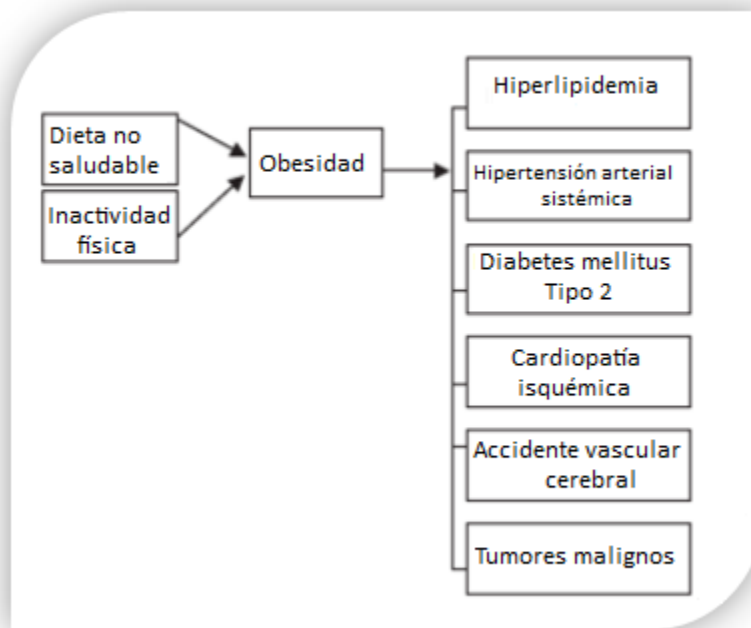 Dieta no
saludable
Inactividad
física
Obesidad
Hiperlipidemia
Hipertensión arterial
sistémica
Diabetes mellitus
Tipo 2
Cardiopatía
isquémica
Accidente vascular
cerebral
Tumores malignos